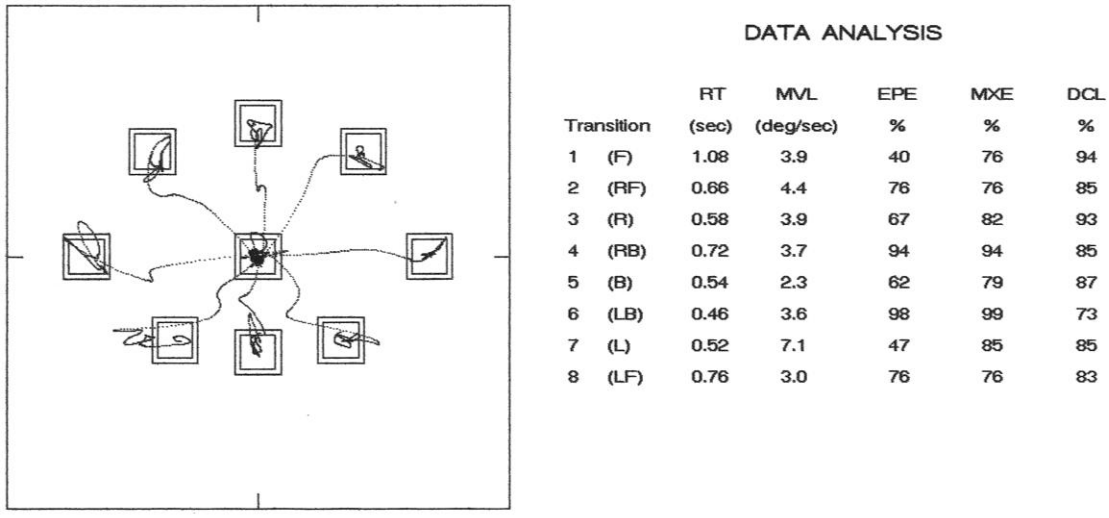 DATA ANALYSIS
RT MVL EPE MXE DCL
Transition (sec) (deg/sec) % % %
1 (F) 1.08 3.9 40 76 94
2 (RF) 0.66 4.4 76 76 85
3 (R) 0.58 3.9 67 82 93
4 (RB) 0.72 3.7 94 94 85
5 (B) 0.54 2.3 62 79 87
6 (LB) 0.46 3.6 98 99 73
7 (L) 0.52 7.1 47 85 85
8 (LF) 0.76 3.0 76 76 83